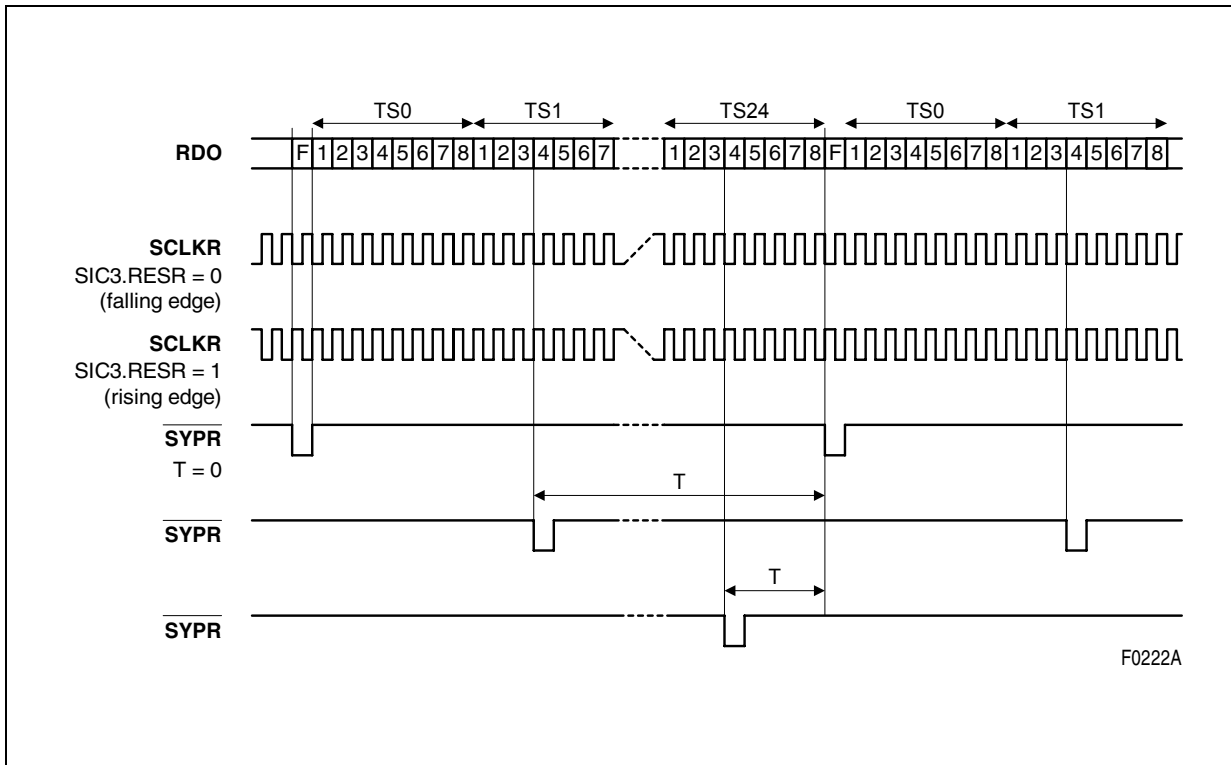 TS0 TS1 TS24 TS0 TS1
RDO F 1 2 3 4 5 6 7 8 1 2 3 4 5 6 7 1 2 3 4 5 6 7 8 F 1 2 3 4 5 6 7 8 1 2 3 4 5 6 7 8
SCLKR
SIC3.RESR = 0
(falling edge)
SCLKR
SIC3.RESR = 1
(rising edge)
SYPR
T = 0
T
SYPR
T
SYPR
F0222A